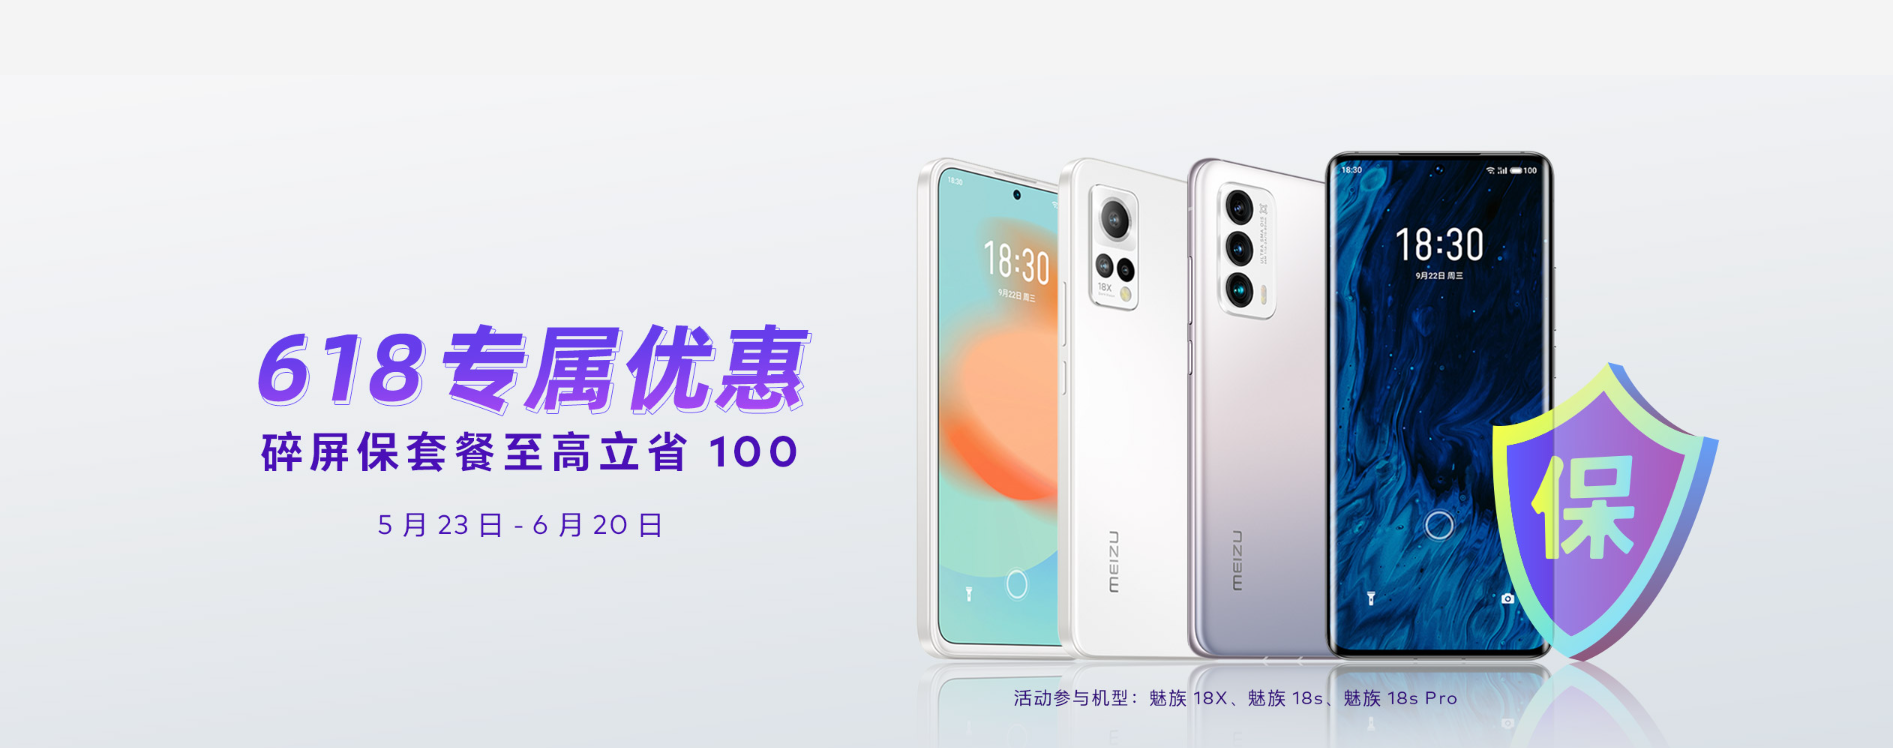 618 专属优惠
碎屏保套餐至高立省 100
5 月 23 日 - 6 月 20 日
18:30
18:30
9月22日 周三
18X
MEIZU
MEIZU
18:30
100
18:30
9月22日 周三
保
活动参与机型：魅族 18X、魅族 18s、魅族 18s Pro